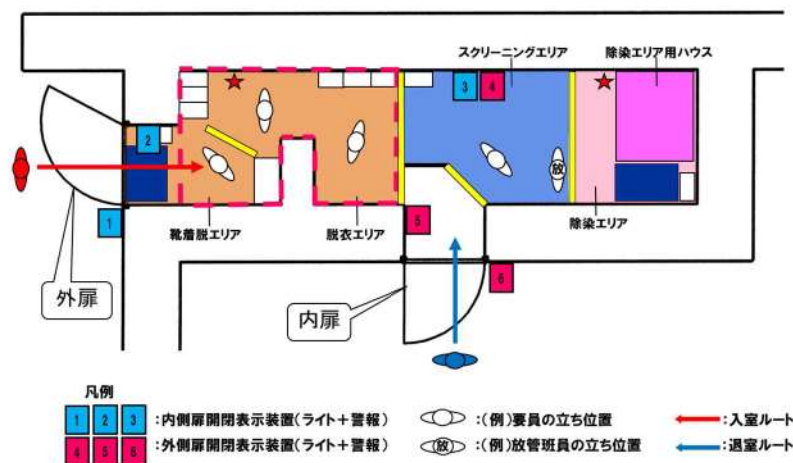 スクリーニングエリア
除染エリア用ハウス
3
4
2
放
1
5
靴着脱エリア
脱衣エリア
除染エリア
6
外扉
内扉
凡例
1 2 3 :内側扉開閉表示装置(ライト+警報)
:(例)要員の立ち位置
:入室ルート
4 5 6 :外側扉開閉表示装置(ライト+警報)
放 :(例)放管班員の立ち位置
:退室ルート